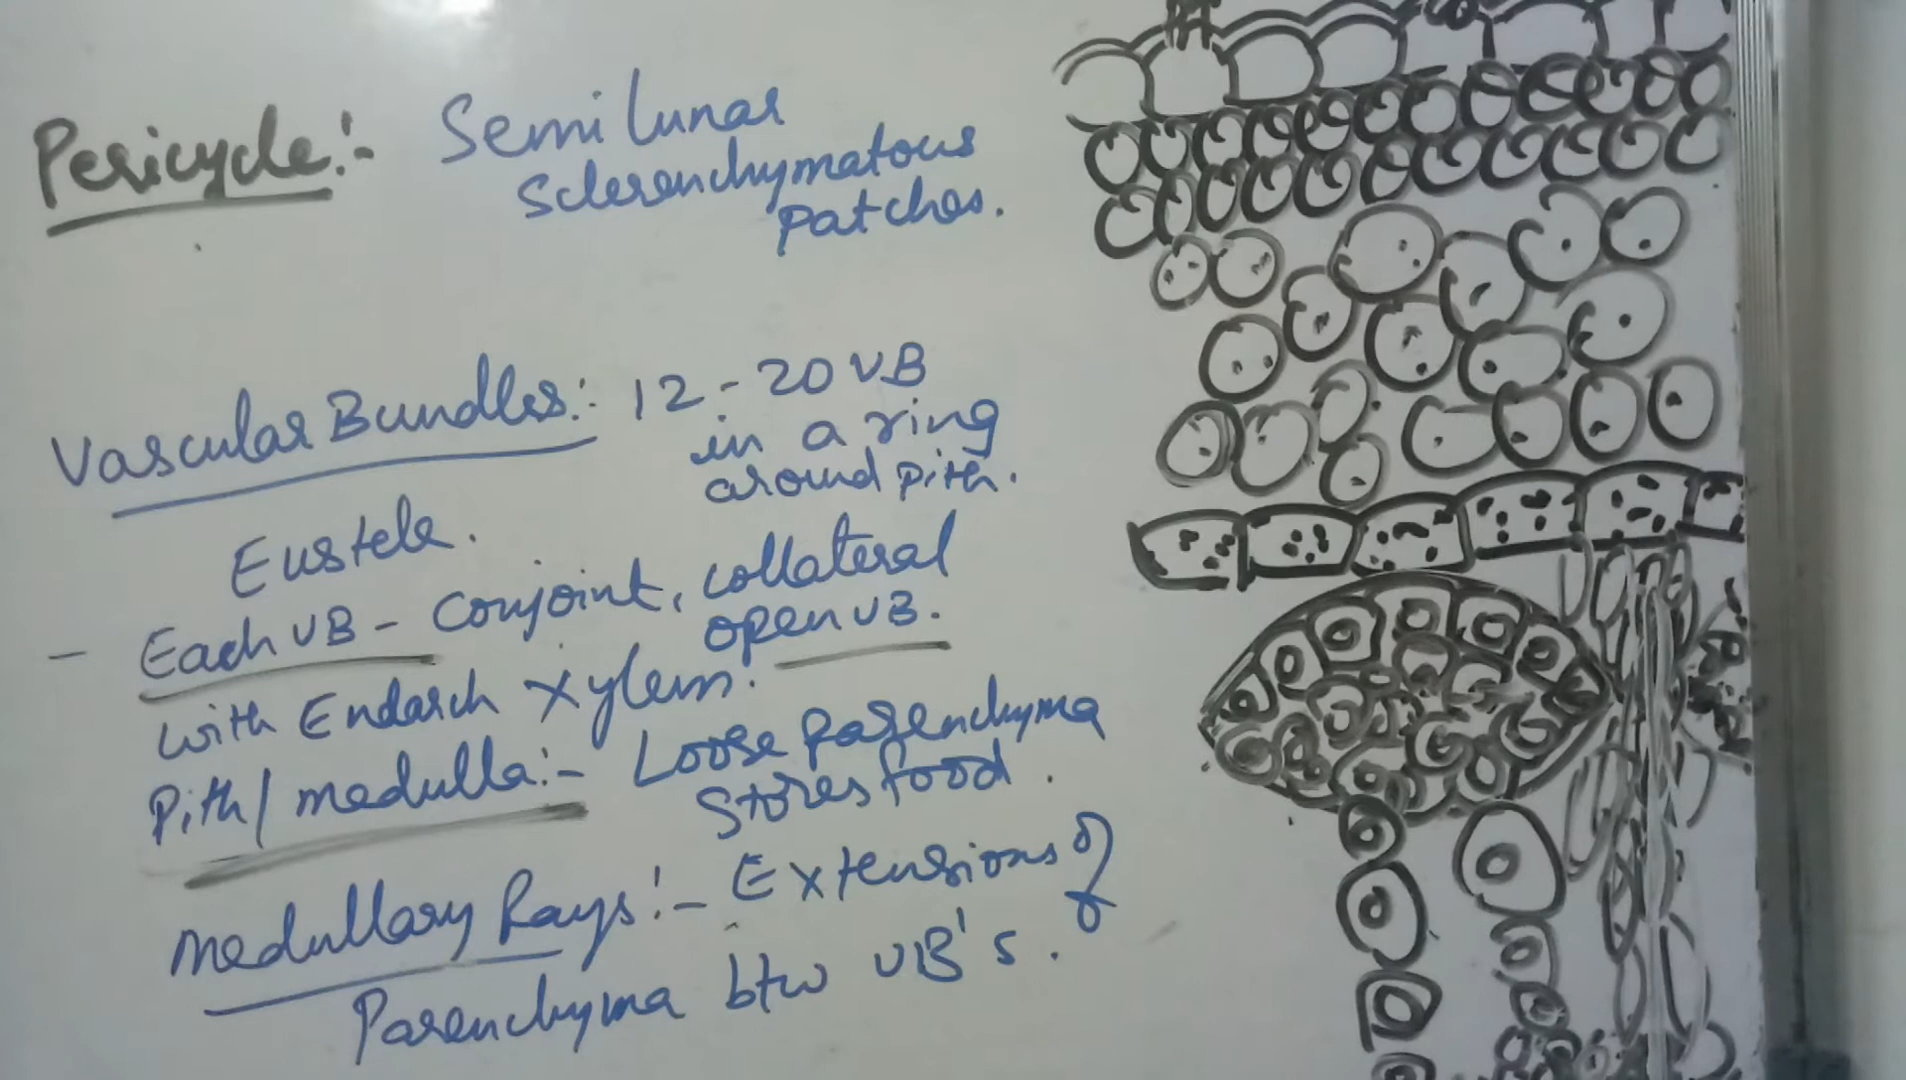 Pericycle:- Semi lunar
Sclerenchymatous
patches.
Vascular Bundles:- 12-20 VB
in a ring
around pith.
Eustele.
- Each VB - Conjoint, collateral
open VB.
with Endarch Xylem.
Pith/medulla:- Loose Parenchyma
Stores food.
Medullary Rays:- Extensions of
Parenchyma btw VB's.